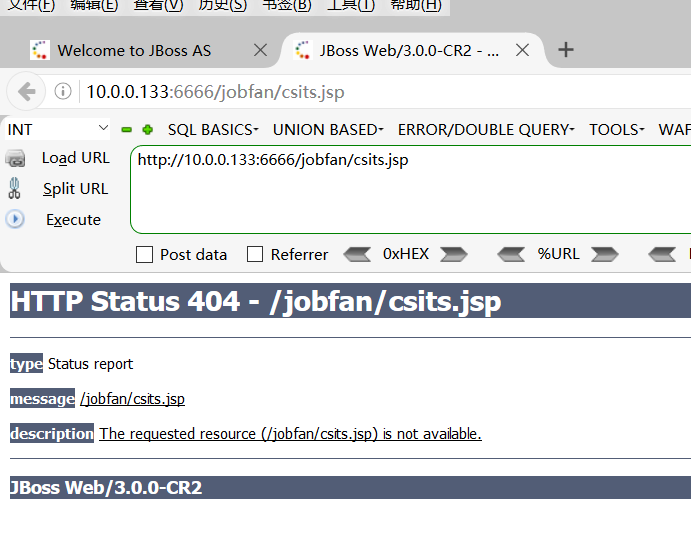 文件(F) 编辑(E) 查看(V) 历史(S) 书签(B) 工具(T) 帮助(H)
Welcome to JBoss AS
JBoss Web/3.0.0-CR2 - ...
10.0.0.133:6666/jobfan/csits.jsp
INT SQL BASICS UNION BASED ERROR/DOUBLE QUERY TOOLS WAF
Load URL
http://10.0.0.133:6666/jobfan/csits.jsp
Split URL
Execute
Post data Referrer 0xHEX %URL
HTTP Status 404 - /jobfan/csits.jsp
type Status report
message /jobfan/csits.jsp
description The requested resource (/jobfan/csits.jsp) is not available.
JBoss Web/3.0.0-CR2